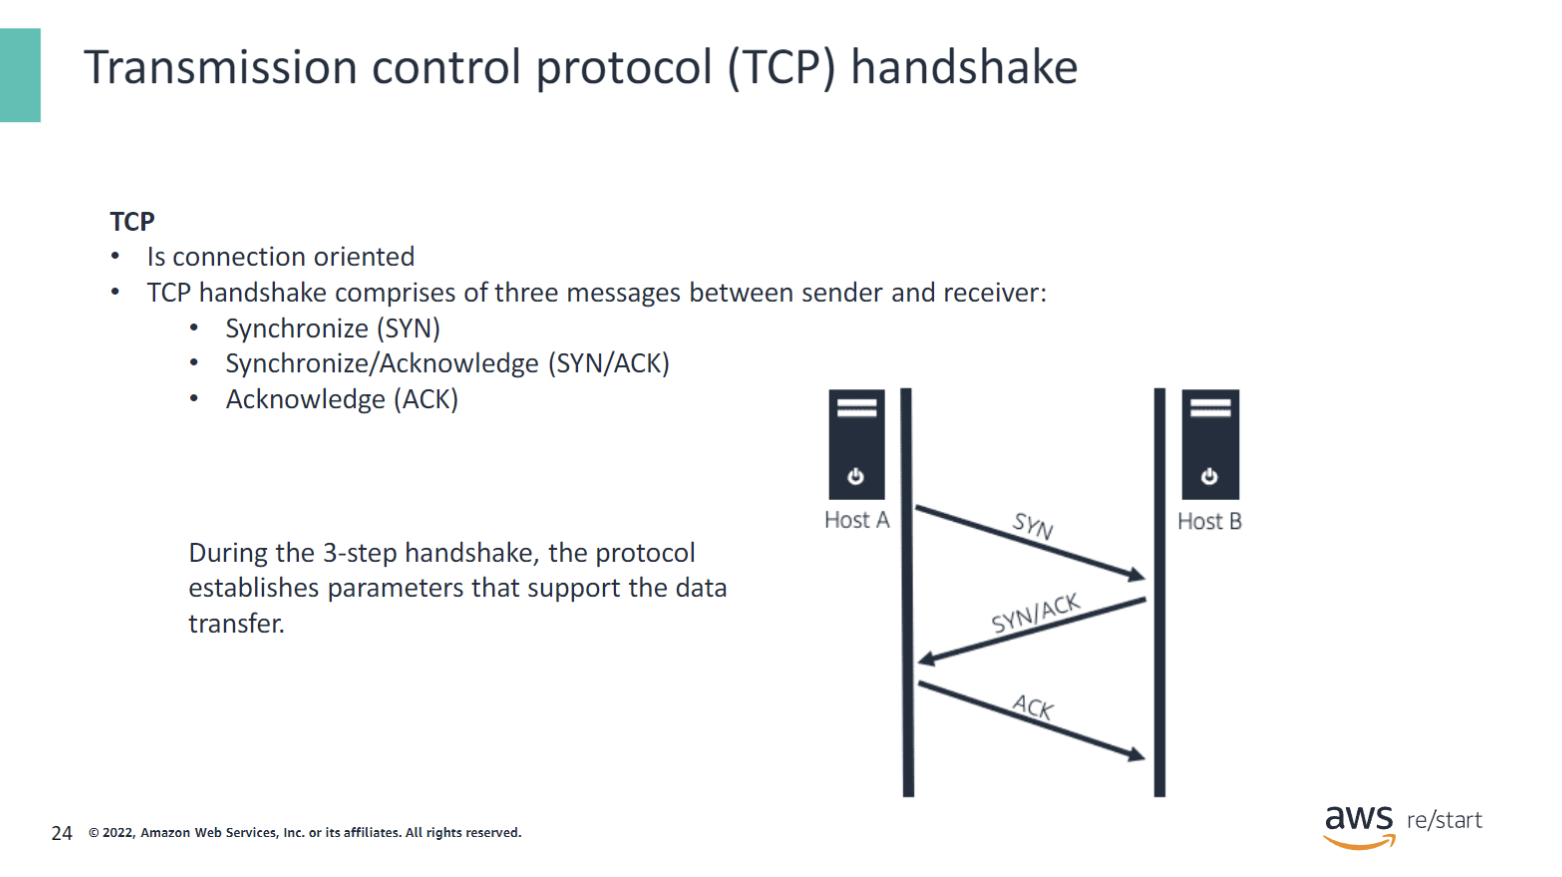 Transmission control protocol (TCP) handshake
TCP
• Is connection oriented
• TCP handshake comprises of three messages between sender and receiver:
• Synchronize (SYN)
• Synchronize/Acknowledge (SYN/ACK)
• Acknowledge (ACK)
During the 3-step handshake, the protocol
establishes parameters that support the data
transfer.
Host A
Host B
SYN
SYN/ACK
ACK
24 © 2022, Amazon Web Services, Inc. or its affiliates. All rights reserved.
aws re/start